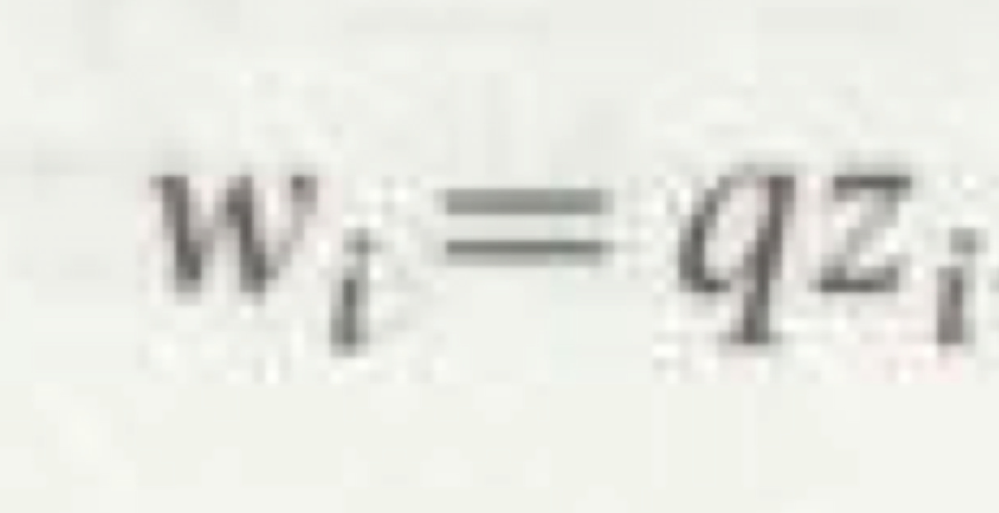 w_i = qz_i